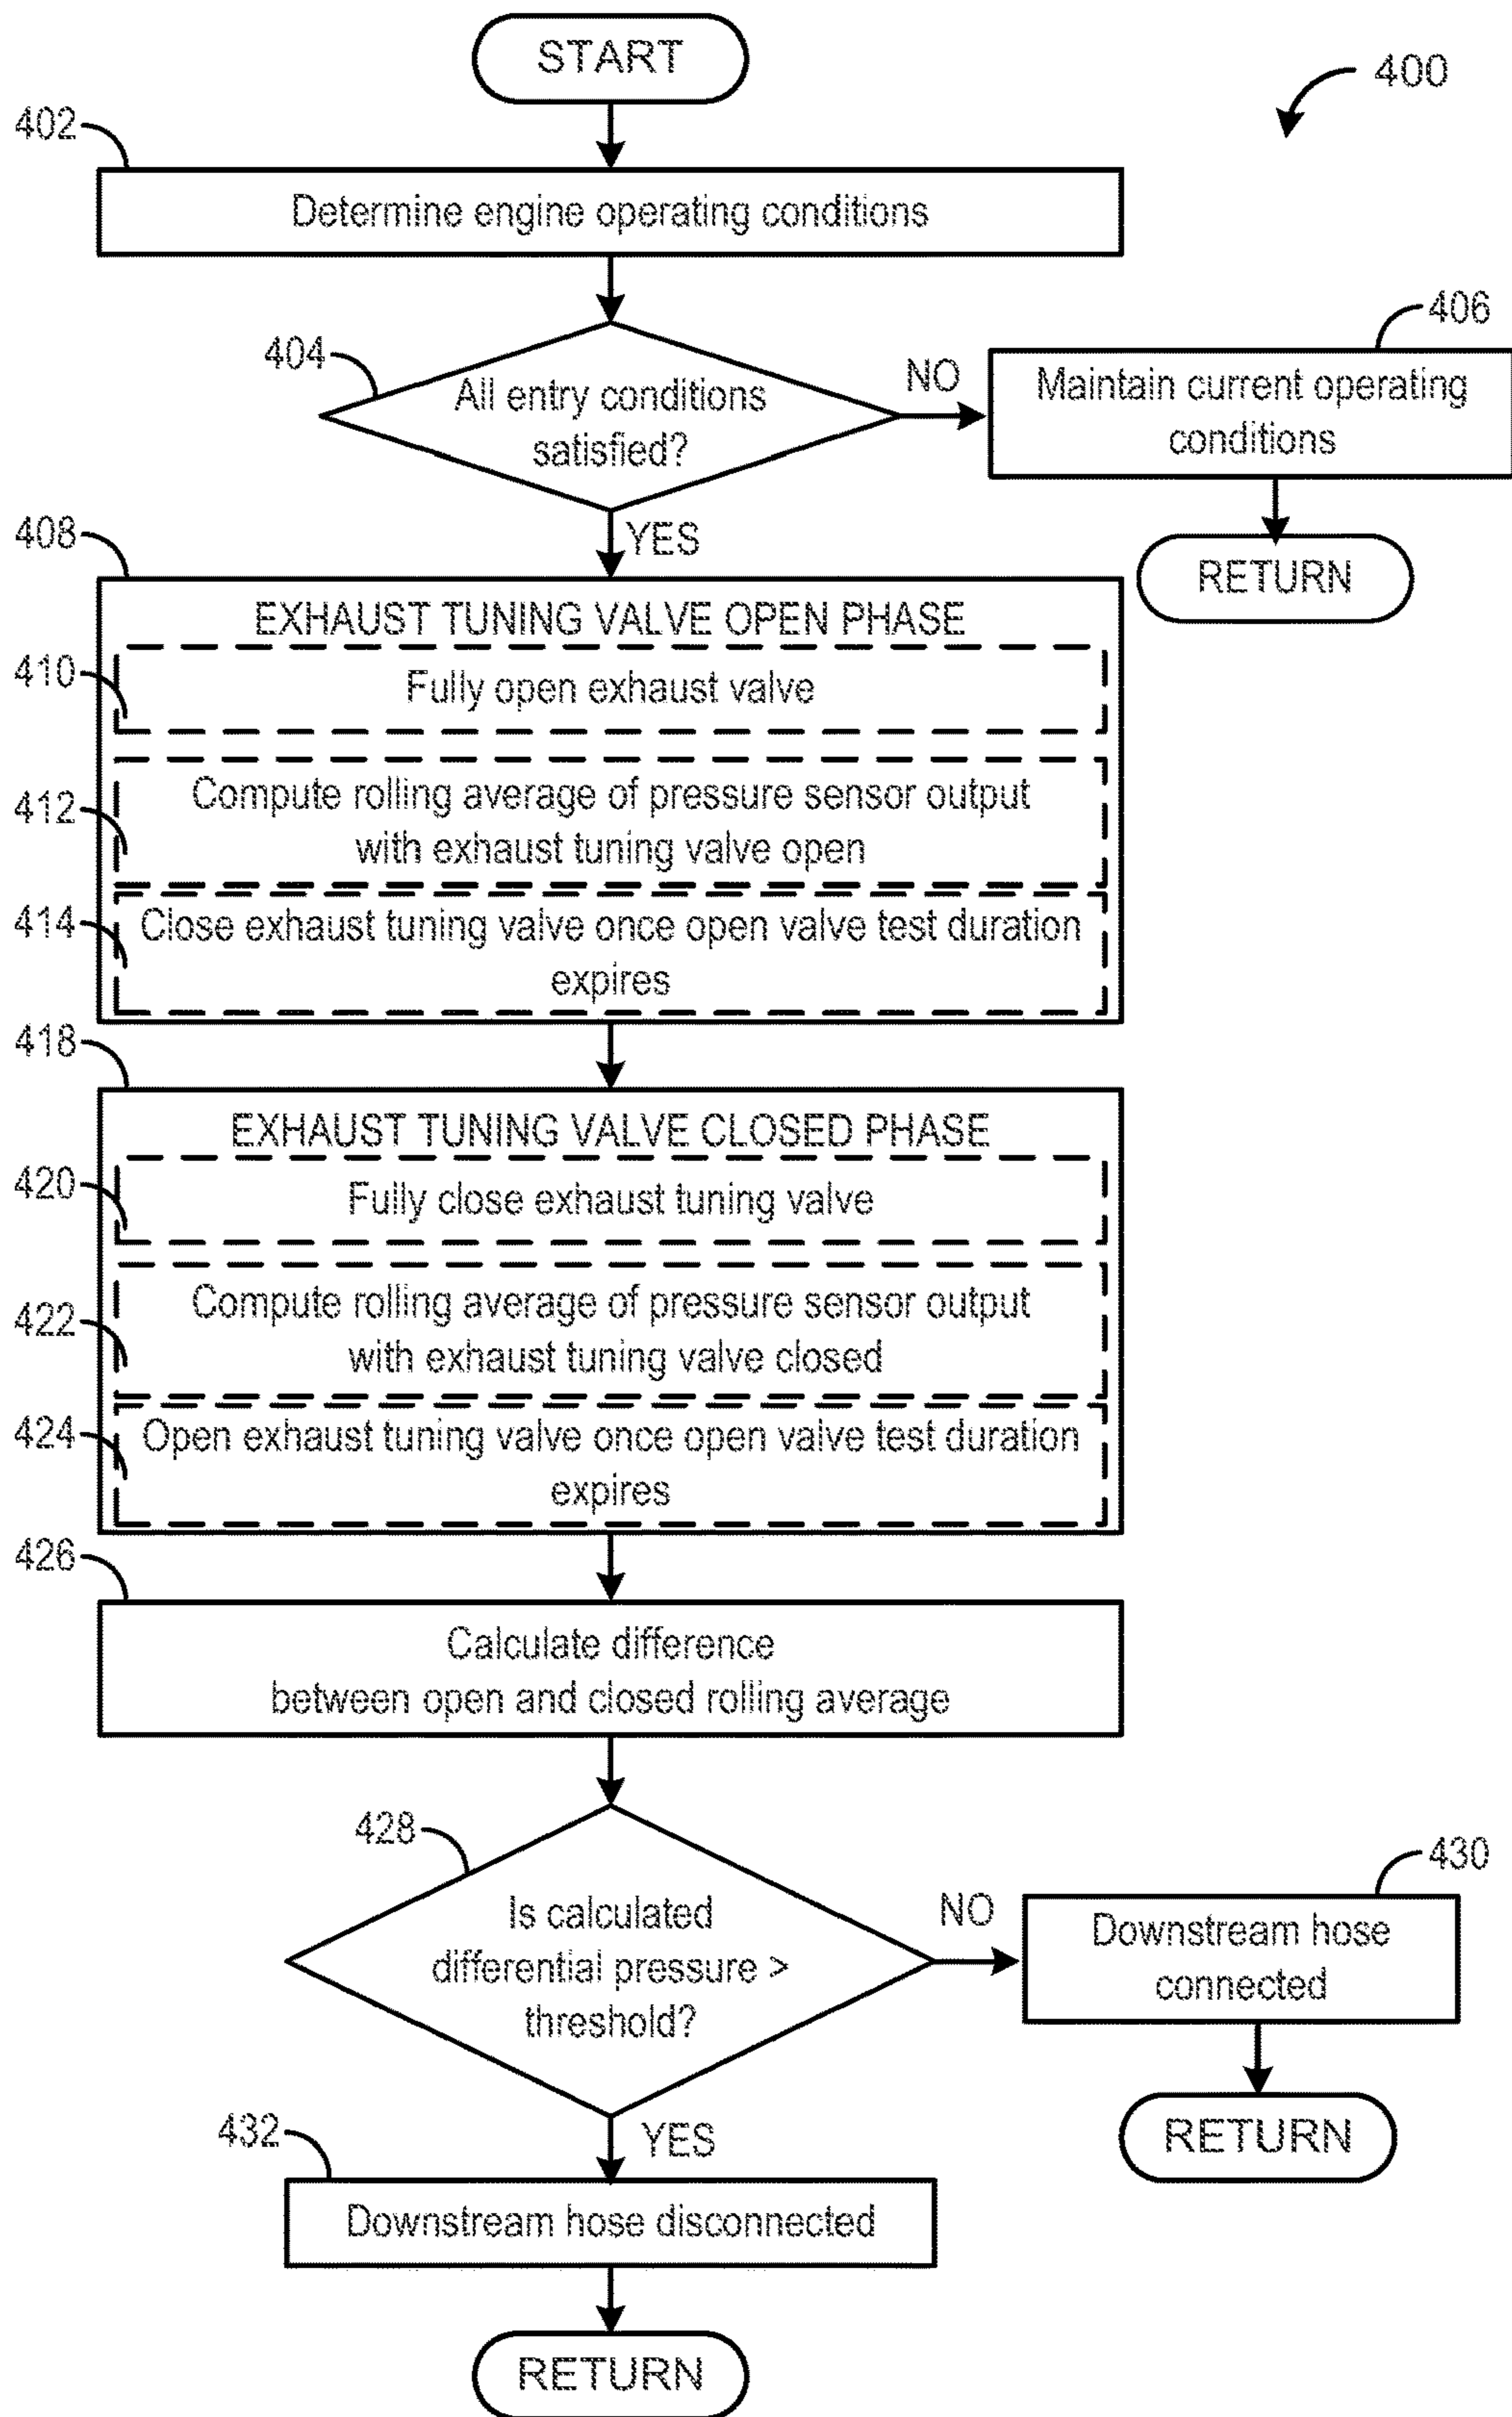 START
400
402
Determine engine operating conditions
404
All entry conditions
satisfied?
NO
406
Maintain current operating
conditions
RETURN
YES
408
EXHAUST TUNING VALVE OPEN PHASE
410
Fully open exhaust valve
412
Compute rolling average of pressure sensor output
with exhaust tuning valve open
414
Close exhaust tuning valve once open valve test duration
expires
418
EXHAUST TUNING VALVE CLOSED PHASE
420
Fully close exhaust tuning valve
422
Compute rolling average of pressure sensor output
with exhaust tuning valve closed
424
Open exhaust tuning valve once open valve test duration
expires
426
Calculate difference
between open and closed rolling average
428
Is calculated
differential pressure >
threshold?
NO
430
Downstream hose
connected
RETURN
YES
432
Downstream hose disconnected
RETURN